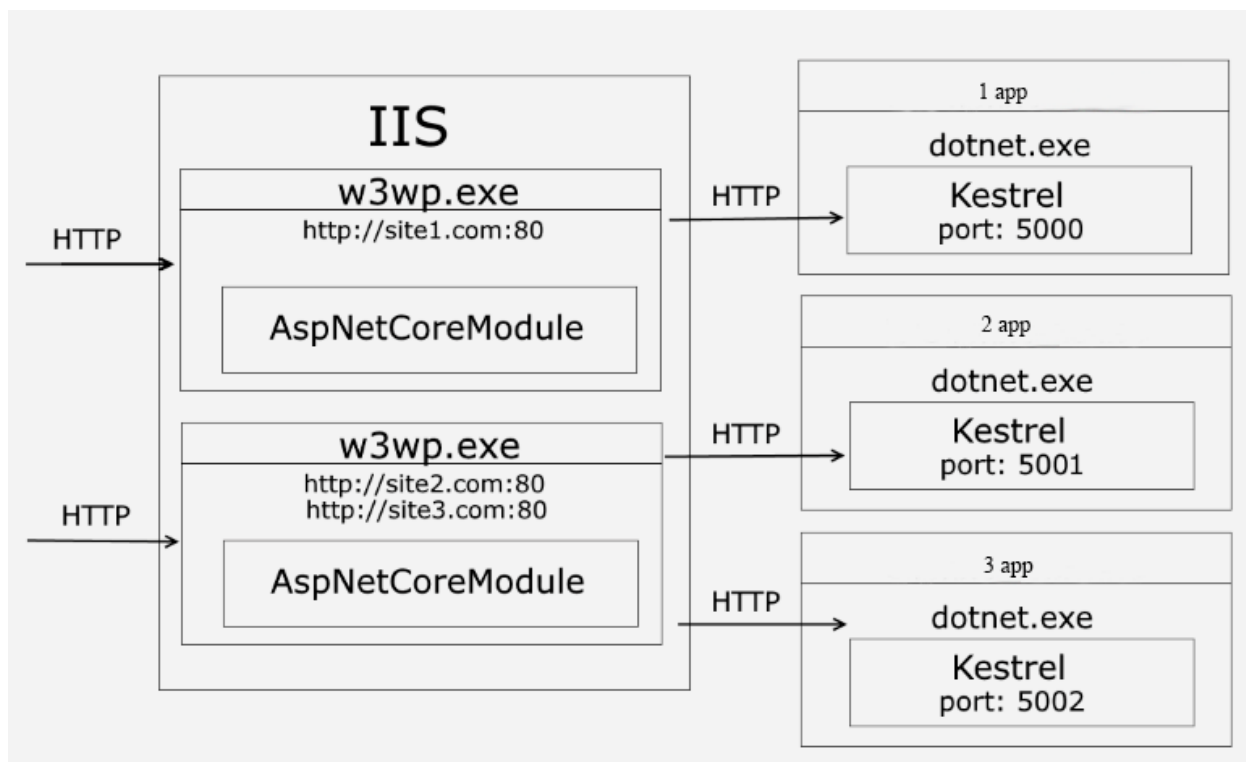 IIS
HTTP
w3wp.exe
http://site1.com:80
AspNetCoreModule
HTTP
w3wp.exe
http://site2.com:80
http://site3.com:80
AspNetCoreModule
HTTP
1 app
dotnet.exe
Kestrel
port: 5000
HTTP
2 app
dotnet.exe
Kestrel
port: 5001
HTTP
3 app
dotnet.exe
Kestrel
port: 5002